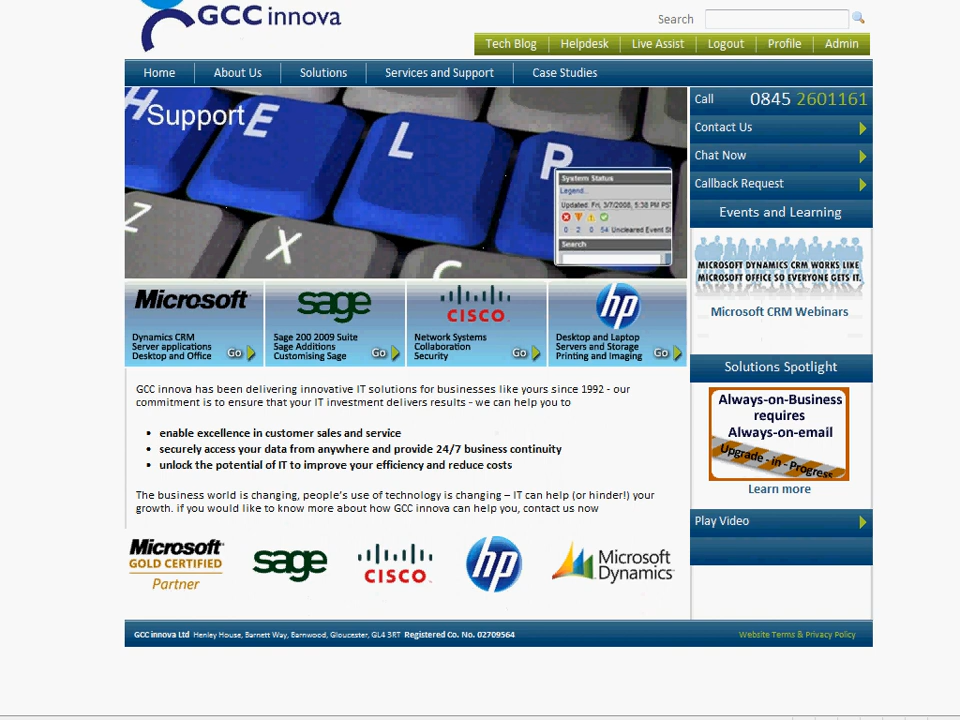 GCC innova
Search
Tech Blog Helpdesk Live Assist Logout Profile Admin
Home About Us Solutions Services and Support Case Studies
Support
H E L P
Z X C
System Status
Legend...
Updated: Fri, 3/7/2008, 5:38 PM PS
0 2 0 54 Uncleared Event S
Search
Call 0845 2601161
Contact Us
Chat Now
Callback Request
Events and Learning
MICROSOFT DYNAMICS CRM WORKS LIKE
MICROSOFT OFFICE SO EVERYONE GETS IT.
Microsoft CRM Webinars
Solutions Spotlight
Always-on-Business
requires
Always-on-email
Upgrade - in - Progress
Learn more
Play Video
Microsoft
Dynamics CRM
Server applications
Desktop and Office
Go
sage
Sage 200 2009 Suite
Sage Additions
Customising Sage
Go
CISCO
Network Systems
Collaboration
Security
Go
hp
Desktop and Laptop
Servers and Storage
Printing and Imaging
Go
GCC innova has been delivering innovative IT solutions for businesses like yours since 1992 - our
commitment is to ensure that your IT investment delivers results - we can help you to
• enable excellence in customer sales and service
• securely access your data from anywhere and provide 24/7 business continuity
• unlock the potential of IT to improve your efficiency and reduce costs
The business world is changing, people's use of technology is changing – IT can help (or hinder!) your
growth. if you would like to know more about how GCC innova can help you, contact us now
Microsoft
GOLD CERTIFIED
Partner
sage
CISCO
hp
Microsoft
Dynamics
GCC innova Ltd Henley House, Barnett Way, Barnwood, Gloucester, GL4 3RT Registered Co. No. 02709564
Website Terms & Privacy Policy